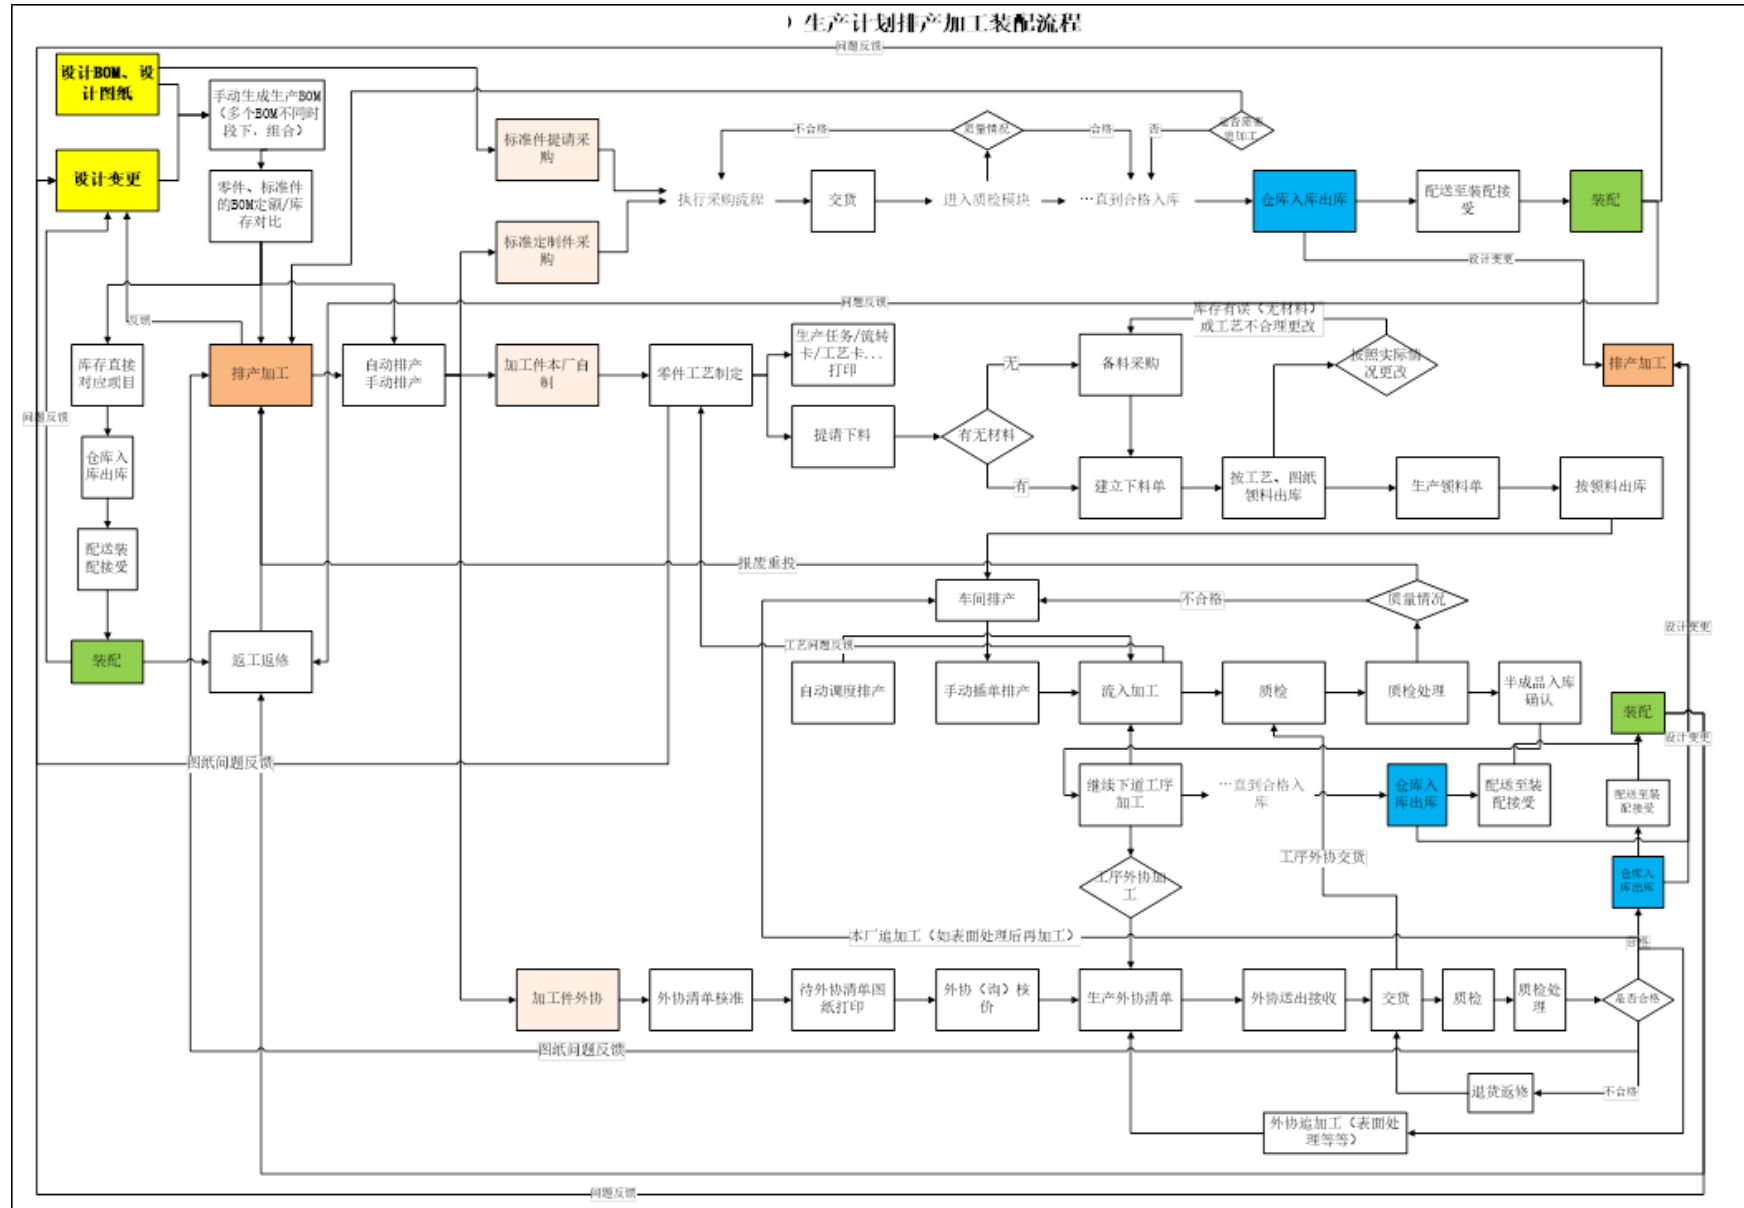 ）生产计划排产加工装配流程
问题反馈
设计BOM、设
计图纸
手动生成生产BOM
（多个BOM不同时
段下，组合）
设计变更
零件、标准件
的BOM定额/库
存对比
标准件提请采
购
标准定制件采
购
不合格
质量情况
合格
否
是否需要
追加工
执行采购流程
交货
进入质检模块
…直到合格入库
仓库入库出库
配送至装配接
受
装配
设计变更
问题反馈
反馈
库存直接
对应项目
排产加工
自动排产
手动排产
加工件本厂自
制
零件工艺制定
生产任务/流转
卡/工艺卡...
打印
提请下料
有无材料
无
有
备料采购
库存有误（无材料）
或工艺不合理更改
按照实际情
况更改
排产加工
问题反馈
仓库入
库出库
建立下料单
按工艺、图纸
领料出库
生产领料单
按领料出库
配送装
配接受
报废重投
车间排产
不合格
质量情况
设计变更
装配
返工返修
工艺问题反馈
自动调度排产
手动插单排产
流入加工
质检
质检处理
半成品入库
确认
装配
设计变更
图纸问题反馈
继续下道工序
加工
…直到合格入
库
仓库入
库出库
配送至装
配接受
配送至装
配接受
工序外协交货
工序外协加
工
仓库入
库出库
本厂追加工（如表面处理后再加工）
合格
加工件外协
外协清单核准
待外协清单图
纸打印
外协（询）核
价
生产外协清单
外协送出接收
交货
质检
质检处
理
是否合格
图纸问题反馈
退货返修
不合格
外协追加工（表面处
理等等）
问题反馈